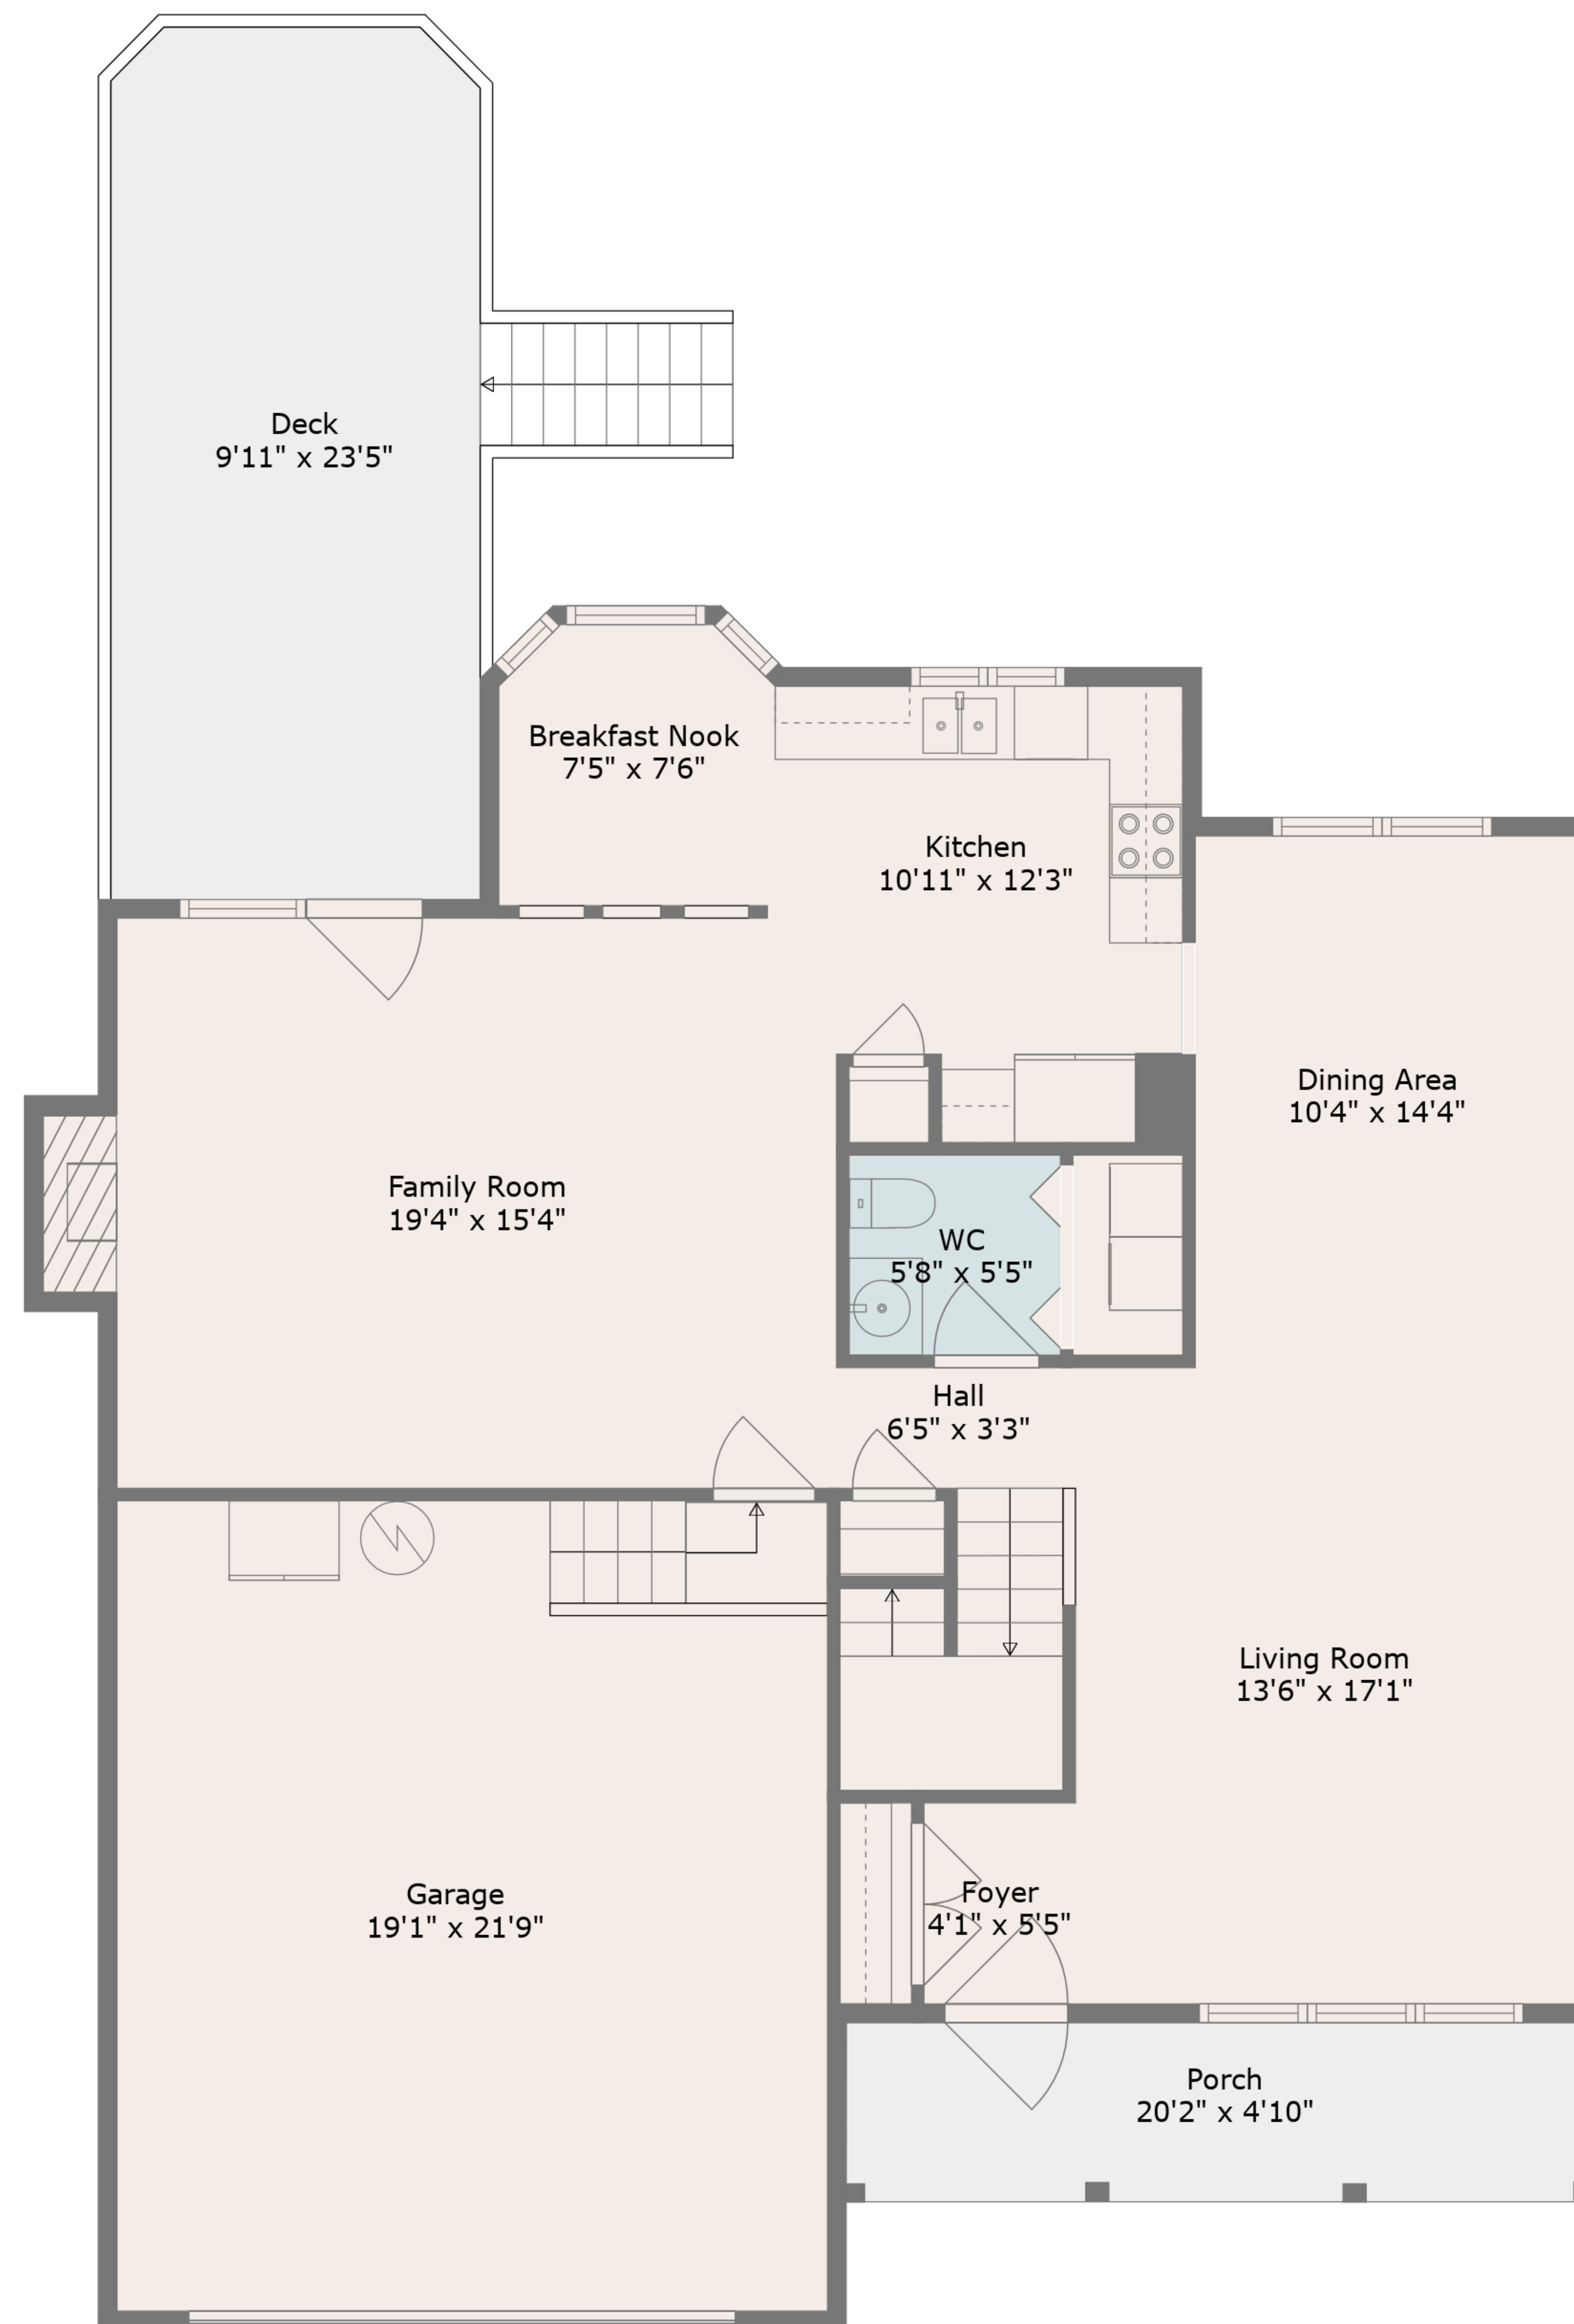 Deck
9'11" x 23'5"
Breakfast Nook
7'5" x 7'6"
Kitchen
10'11" x 12'3"
Dining Area
10'4" x 14'4"
Family Room
19'4" x 15'4"
WC
5'8" x 5'5"
Hall
6'5" x 3'3"
Living Room
13'6" x 17'1"
Garage
19'1" x 21'9"
Foyer
4'1" x 5'5"
Porch
20'2" x 4'10"